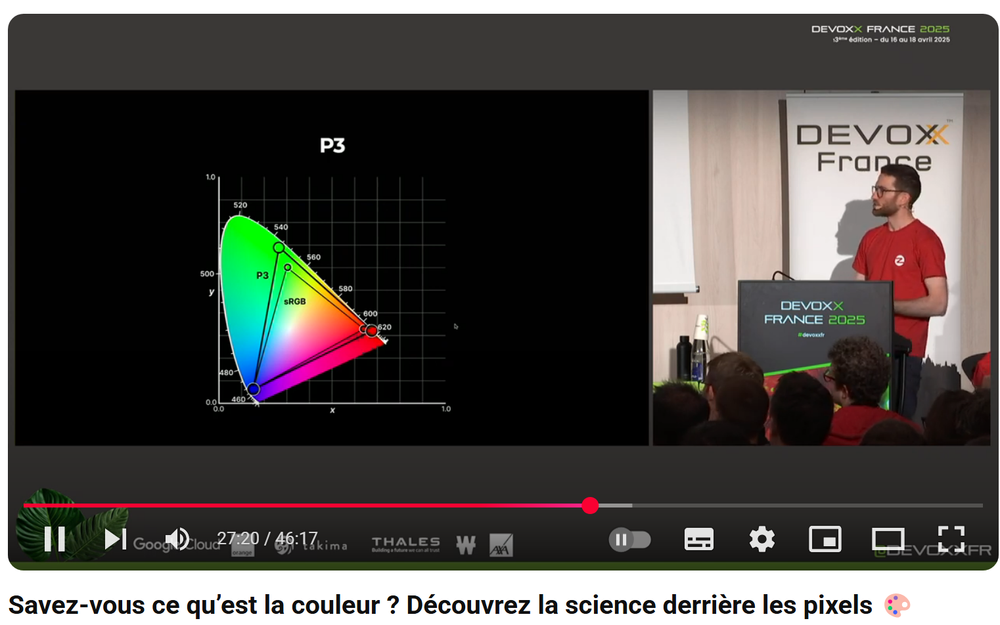 DEVOXX FRANCE 2025
13ème édition – du 16 au 18 avril 2025
P3
1.0
520
540
560
500
P3
y
580
sRGB
600
620
480
460
0.0
0.0
x
1.0
DEVOXX™
France
DEVOXX
FRANCE 2025
#devoxxfr
27:20 / 46:17
Google Cloud
orange
takima
THALES
Building a future we can all trust
W
AXA
@DEVOXXFR
Savez-vous ce qu’est la couleur ? Découvrez la science derrière les pixels 🎨